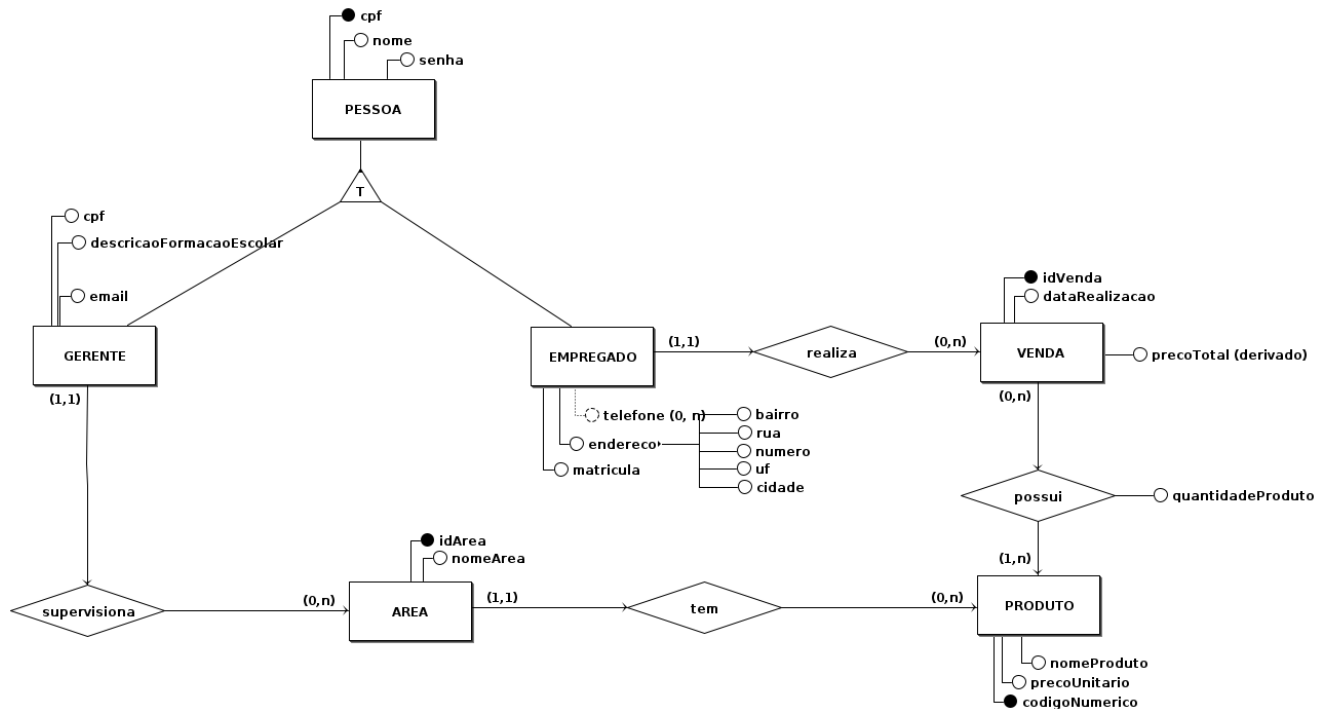 cpf
nome
senha
PESSOA
T
cpf
descricaoFormacaoEscolar
email
GERENTE
(1,1)
EMPREGADO
(1,1)
realiza
(0,n)
idVenda
dataRealizacao
VENDA
precoTotal (derivado)
(0,n)
telefone (0, n)
endereco
matricula
bairro
rua
numero
uf
cidade
possui
quantidadeProduto
(1,n)
supervisiona
(0,n)
idArea
nomeArea
AREA
(1,1)
tem
(0,n)
PRODUTO
nomeProduto
precoUnitario
codigoNumerico